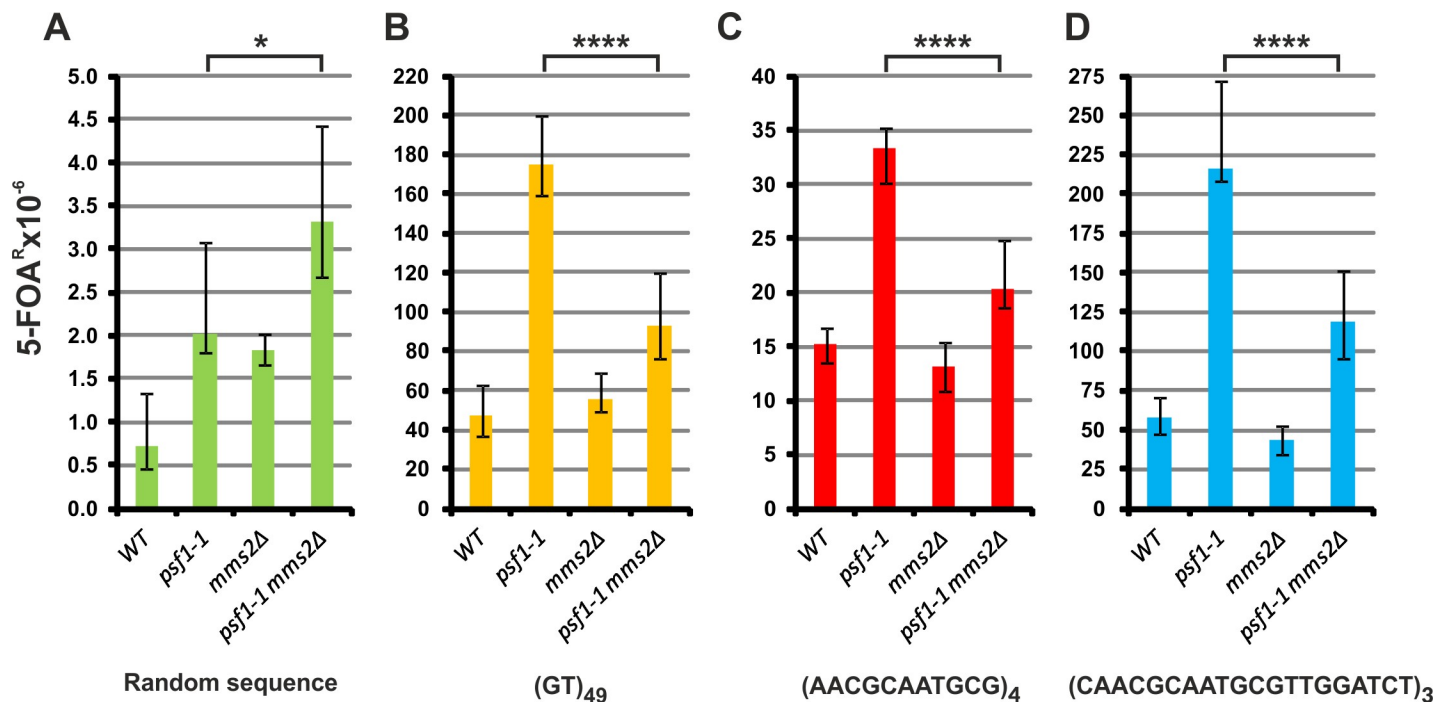 A
B
C
D
*
****
****
****
5-FOAᴿx10⁻⁶
5.0
4.5
4.0
3.5
3.0
2.5
2.0
1.5
1.0
0.5
0.0
WT
psf1-1
mms2Δ
psf1-1 mms2Δ
Random sequence
220
200
180
160
140
120
100
80
60
40
20
0
WT
psf1-1
mms2Δ
psf1-1 mms2Δ
(GT)₄₉
40
35
30
25
20
15
10
5
0
WT
psf1-1
mms2Δ
psf1-1 mms2Δ
(AACGCAATGCG)₄
275
250
225
200
175
150
125
100
75
50
25
0
WT
psf1-1
mms2Δ
psf1-1 mms2Δ
(CAACGCAATGCGTTGGATCT)₃